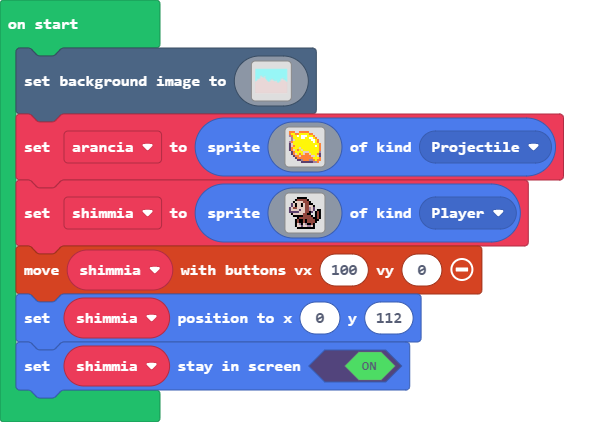 on start
set background image to
set arancia to sprite of kind Projectile
set shimmia to sprite of kind Player
move shimmia with buttons vx 100 vy 0
set shimmia position to x 0 y 112
set shimmia stay in screen ON